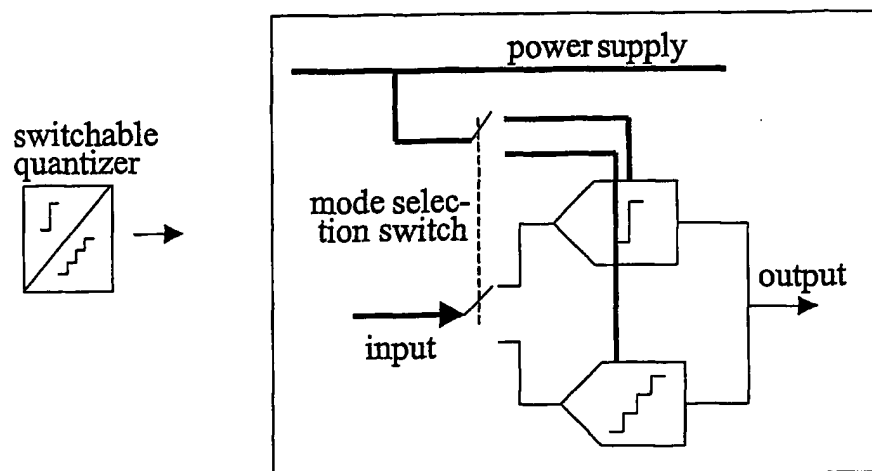 power supply
switchable
quantizer
mode selec-
tion switch
output
input